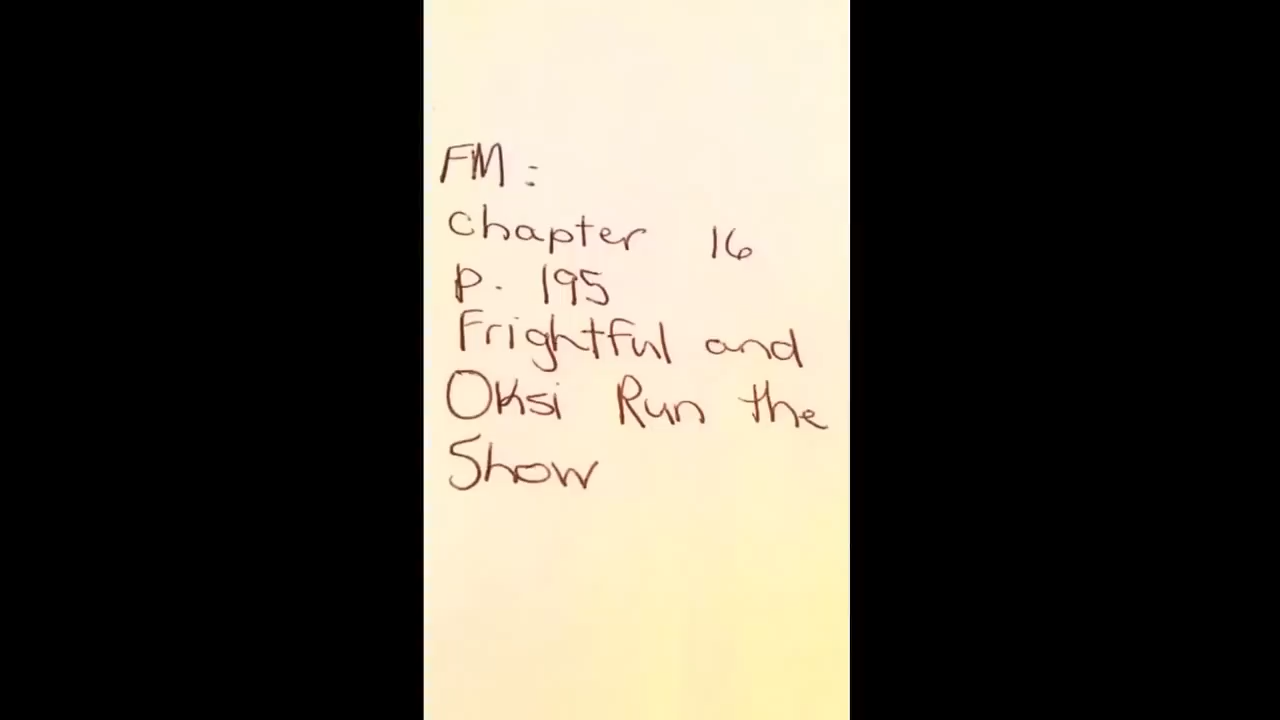 FM:
Chapter 16
p. 195
Frightful and
Oksi Run the
Show